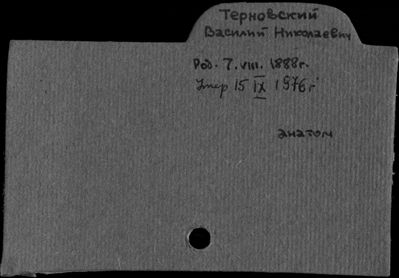 Терновский
Василий Николаевич
Род. 7.VIII. 1888г.
Умер 15 IX 1976г
анатом